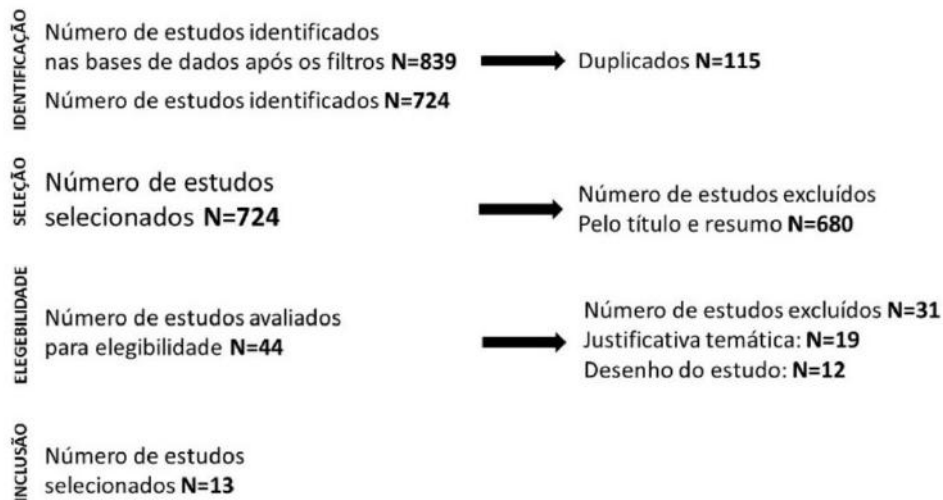 IDENTIFICAÇÃO
Número de estudos identificados
nas bases de dados após os filtros N=839
Duplicados N=115
Número de estudos identificados N=724
SELEÇÃO
Número de estudos
selecionados N=724
Número de estudos excluídos
Pelo título e resumo N=680
ELEGEBILIDADE
Número de estudos avaliados
para elegibilidade N=44
Número de estudos excluídos N=31
Justificativa temática: N=19
Desenho do estudo: N=12
INCLUSÃO
Número de estudos
selecionados N=13